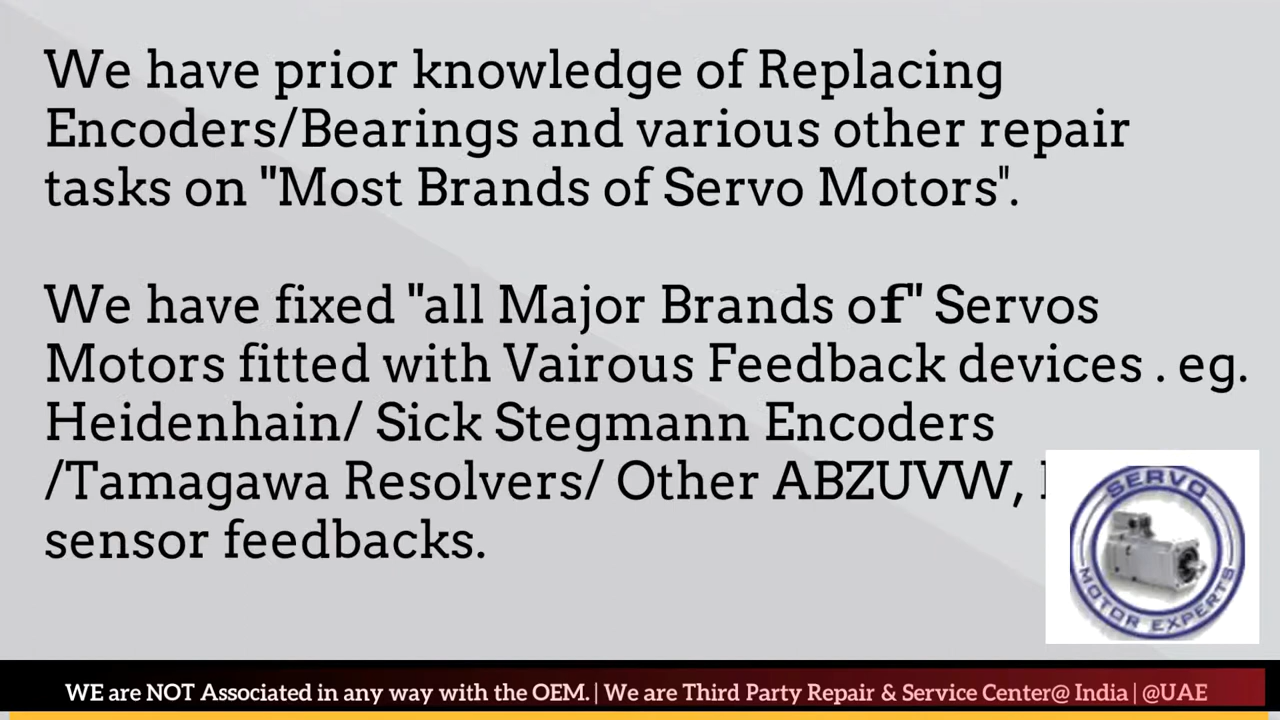 We have prior knowledge of Replacing
Encoders/Bearings and various other repair
tasks on "Most Brands of Servo Motors".
We have fixed "all Major Brands of" Servos
Motors fitted with Vairous Feedback devices . eg.
Heidenhain/ Sick Stegmann Encoders
/Tamagawa Resolvers/ Other ABZUVW,
sensor feedbacks.
SERVO
MOTOR EXPERTS
WE are NOT Associated in any way with the OEM. | We are Third Party Repair & Service Center@ India | @UAE